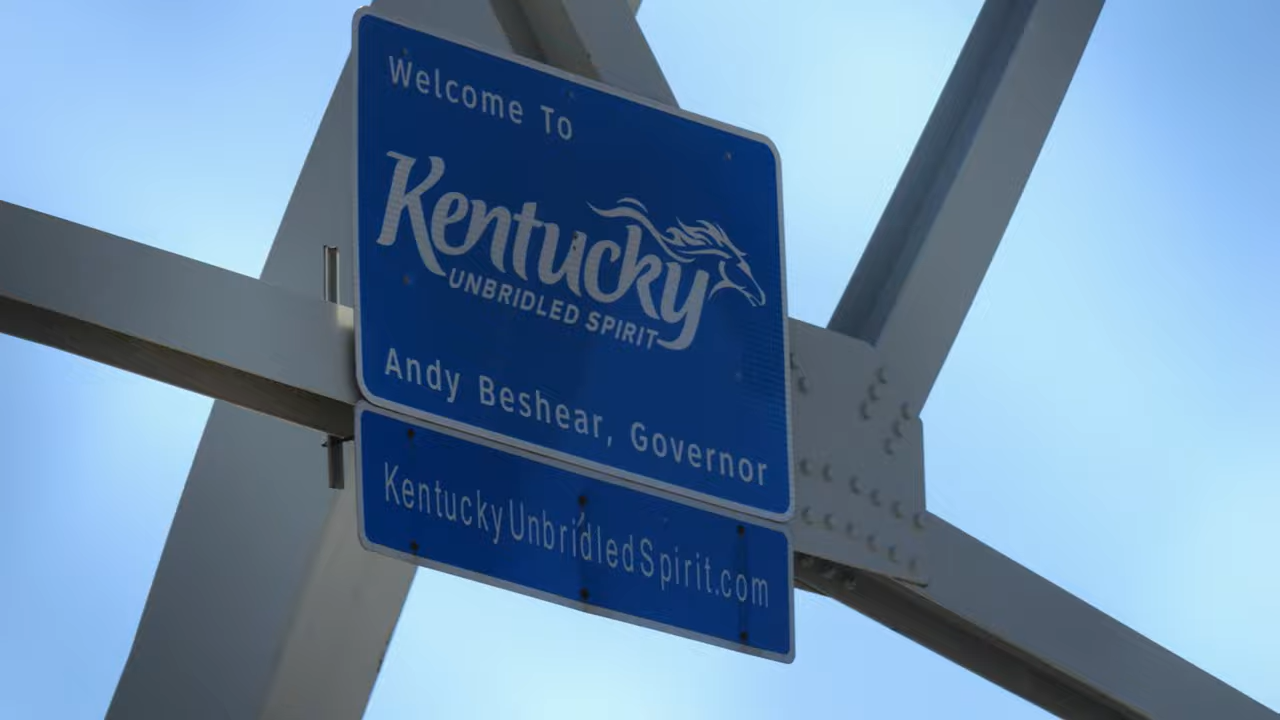 Welcome To
Kentucky
UNBRIDLED SPIRIT
Andy Beshear, Governor
KentuckyUnbridledSpirit.com